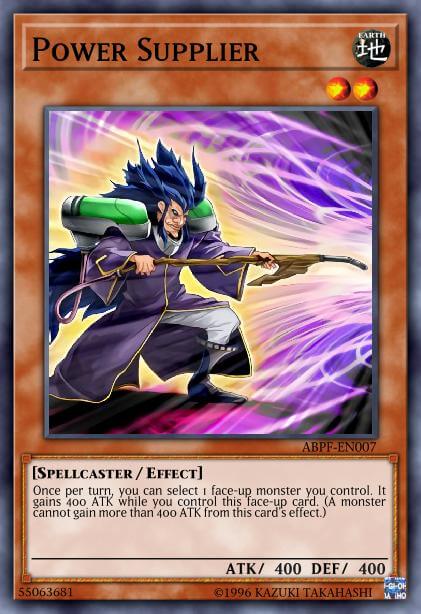 POWER SUPPLIER
EARTH
地
ABPF-EN007
[SPELLCASTER / EFFECT]
Once per turn, you can select 1 face-up monster you control. It
gains 400 ATK while you control this face-up card. (A monster
cannot gain more than 400 ATK from this card's effect.)
ATK/ 400 DEF/ 400
55063681
©1996 KAZUKI TAKAHASHI